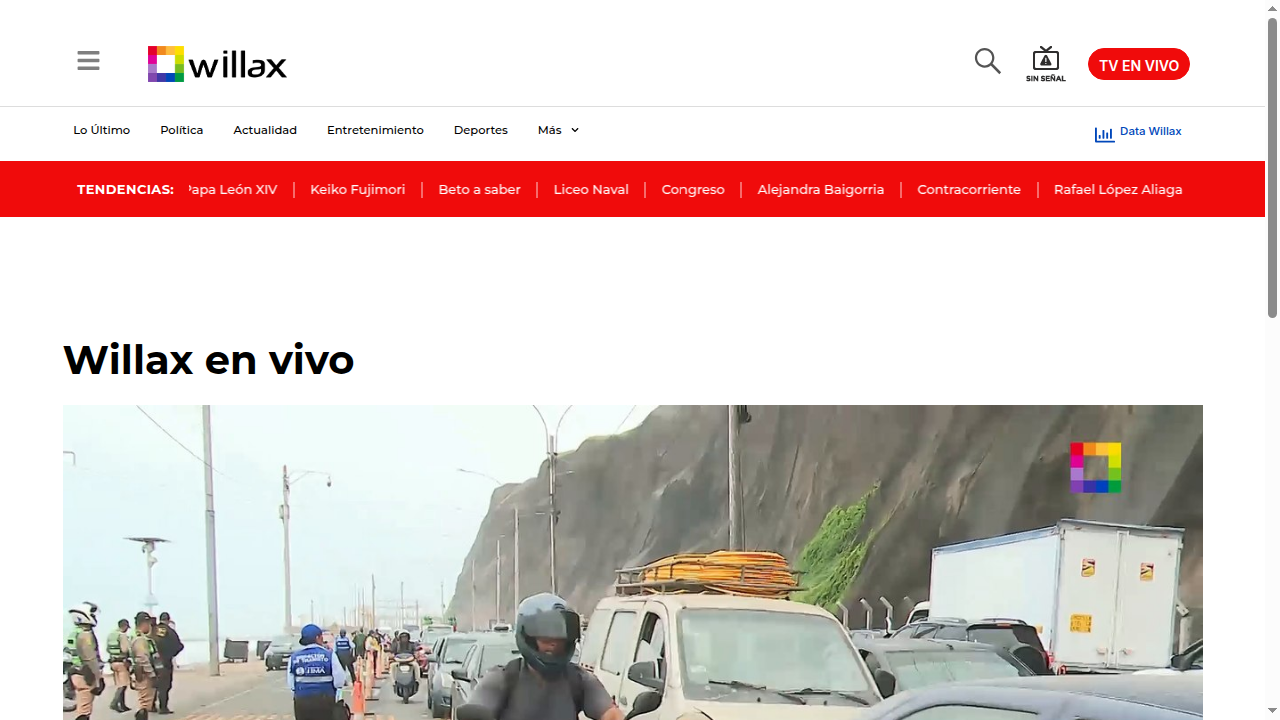 willax
SIN SEÑAL
TV EN VIVO
Lo Último
Política
Actualidad
Entretenimiento
Deportes
Más
Data Willax
TENDENCIAS:
Papa León XIV
Keiko Fujimori
Beto a saber
Liceo Naval
Congreso
Alejandra Baigorria
Contracorriente
Rafael López Aliaga
Willax en vivo